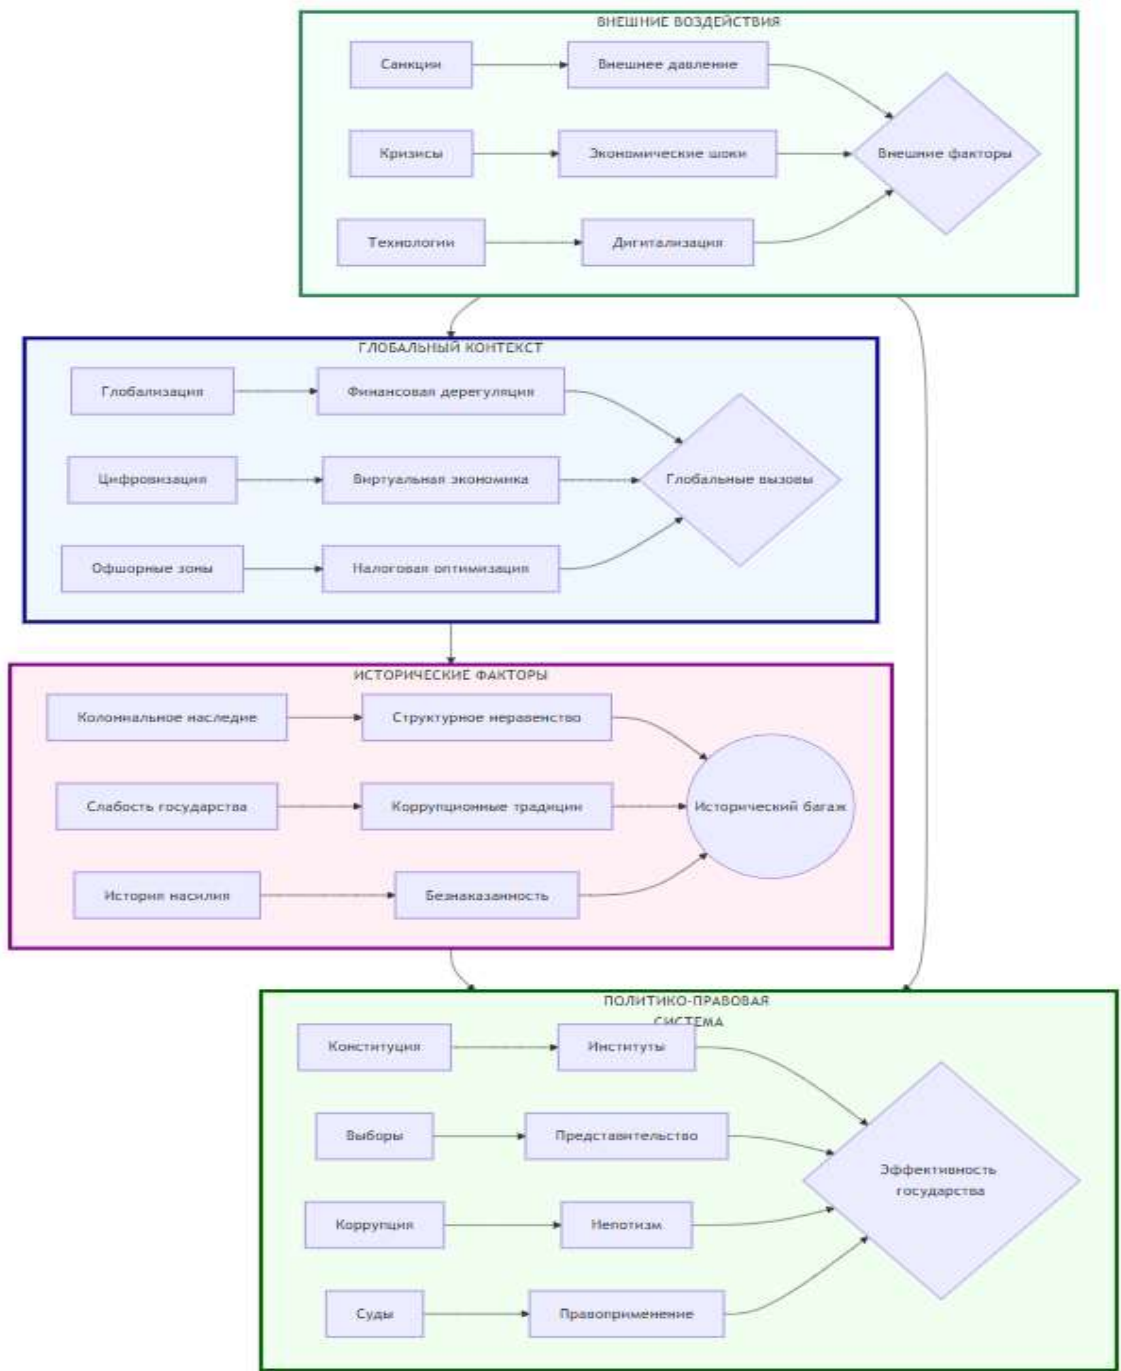 ВНЕШНИЕ ВОЗДЕЙСТВИЯ
Санкции
Внешнее давление
Кризисы
Экономические шоки
Внешние факторы
Технологии
Дигитализация
ГЛОБАЛЬНЫЙ КОНТЕКСТ
Глобализация
Финансовая дерегуляция
Цифровизация
Виртуальная экономика
Глобальные вызовы
Офшорные зоны
Налоговая оптимизация
ИСТОРИЧЕСКИЕ ФАКТОРЫ
Колониальное наследие
Структурное неравенство
Слабость государства
Коррупционные традиции
Исторический багаж
История насилия
Безнаказанность
ПОЛИТИКО-ПРАВОВАЯ
СИСТЕМА
Конституция
Институты
Выборы
Представительство
Эффективность
государства
Коррупция
Непотизм
Суды
Правоприменение